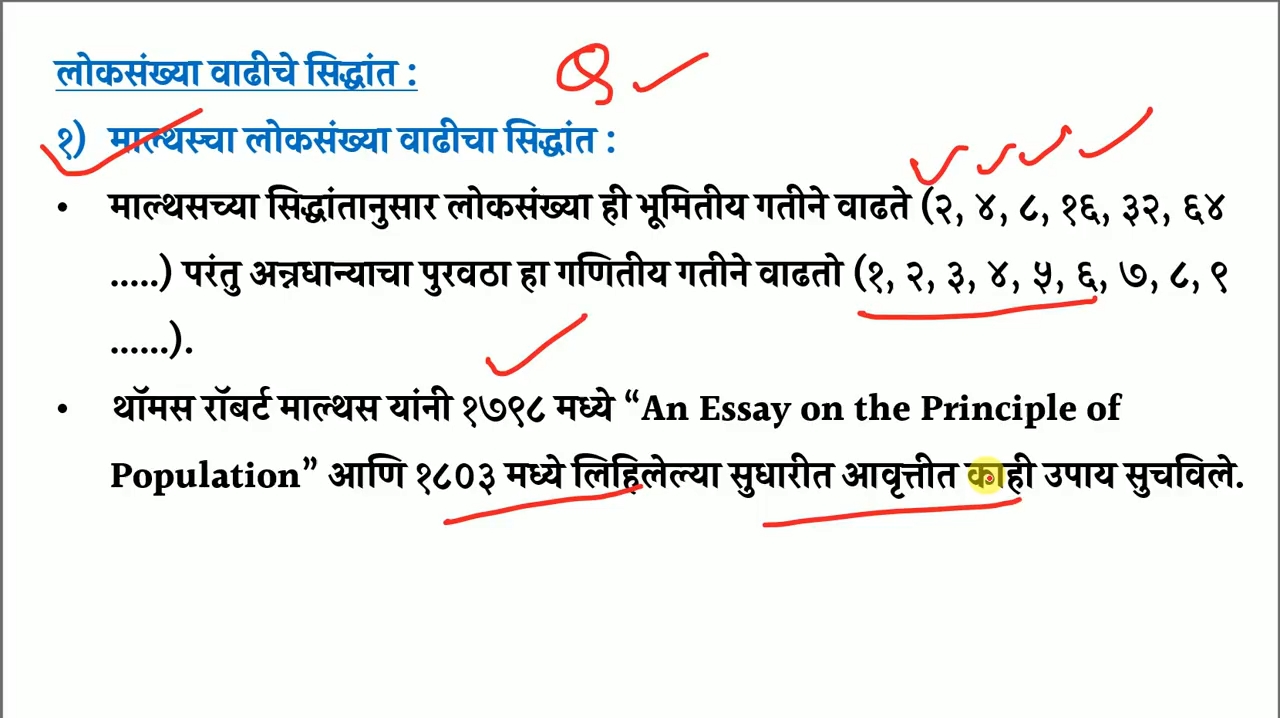 लोकसंख्या वाढीचे सिद्धांत :
१) माल्थस्चा लोकसंख्या वाढीचा सिद्धांत :
• माल्थसच्या सिद्धांतानुसार लोकसंख्या ही भूमितीय गतीने वाढते (२, ४, ८, १६, ३२, ६४
.....) परंतु अन्नधान्याचा पुरवठा हा गणितीय गतीने वाढतो (१, २, ३, ४, ५, ६, ७, ८, ९
......).
• थॉमस रॉबर्ट माल्थस यांनी १७९८ मध्ये “An Essay on the Principle of
Population” आणि १८०३ मध्ये लिहिलेल्या सुधारीत आवृत्तीत काही उपाय सुचविले.